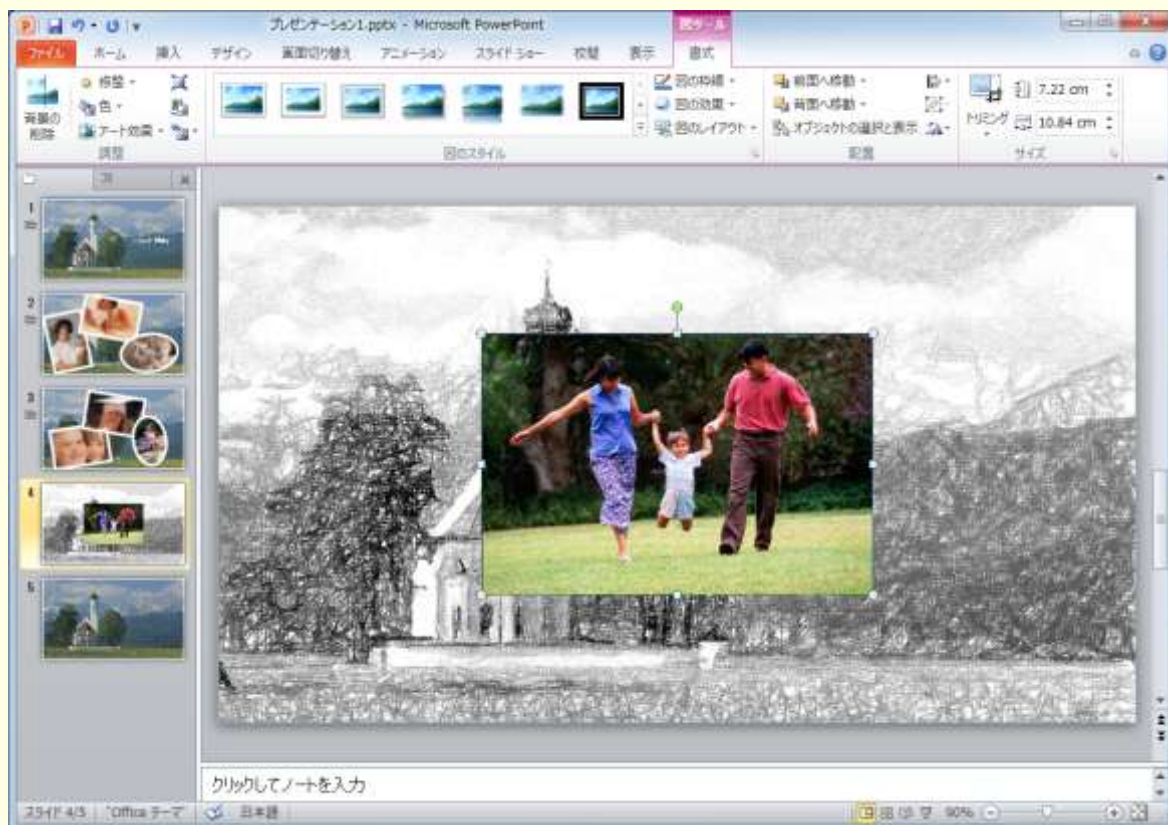 プレゼンテーション1.pptx - Microsoft PowerPoint
図ツール
ファイル ホーム 挿入 デザイン 画面切り替え アニメーション スライド ショー 校閲 表示 書式
背景の
削除
修整
色
アート効果
調整
図のスタイル
図の枠線
図の効果
図のレイアウト
前面へ移動
背面へ移動
オブジェクトの選択と表示
配置
トリミング
7.22 cm
10.84 cm
サイズ
1
2
3
4
5
クリックしてノートを入力
スライド 4/5 "Office テーマ" 日本語 90%